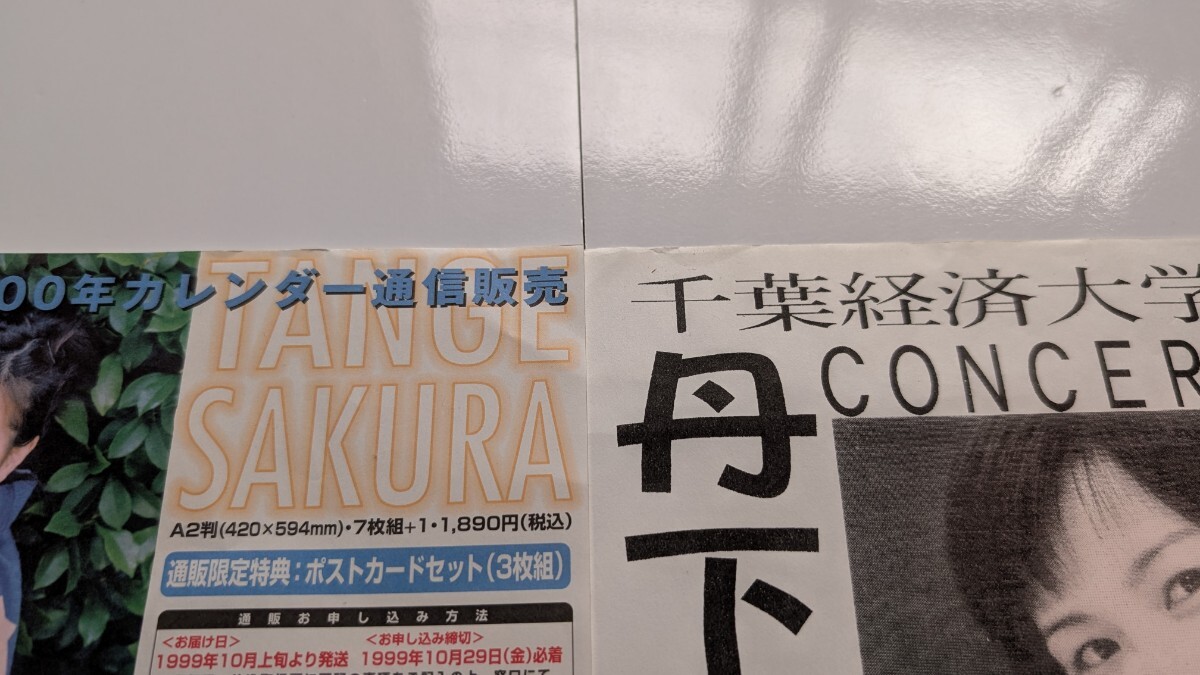 00年カレンダー通信販売
TANGE
SAKURA
A2判(420×594mm)・7枚組+1・1,890円(税込)
通販限定特典:ポストカードセット(3枚組)
通販お申し込み方法
<お届け日> <お申し込み締切>
1999年10月上旬より発送 1999年10月29日(金)必着
千葉経済大学
CONCER
丹下